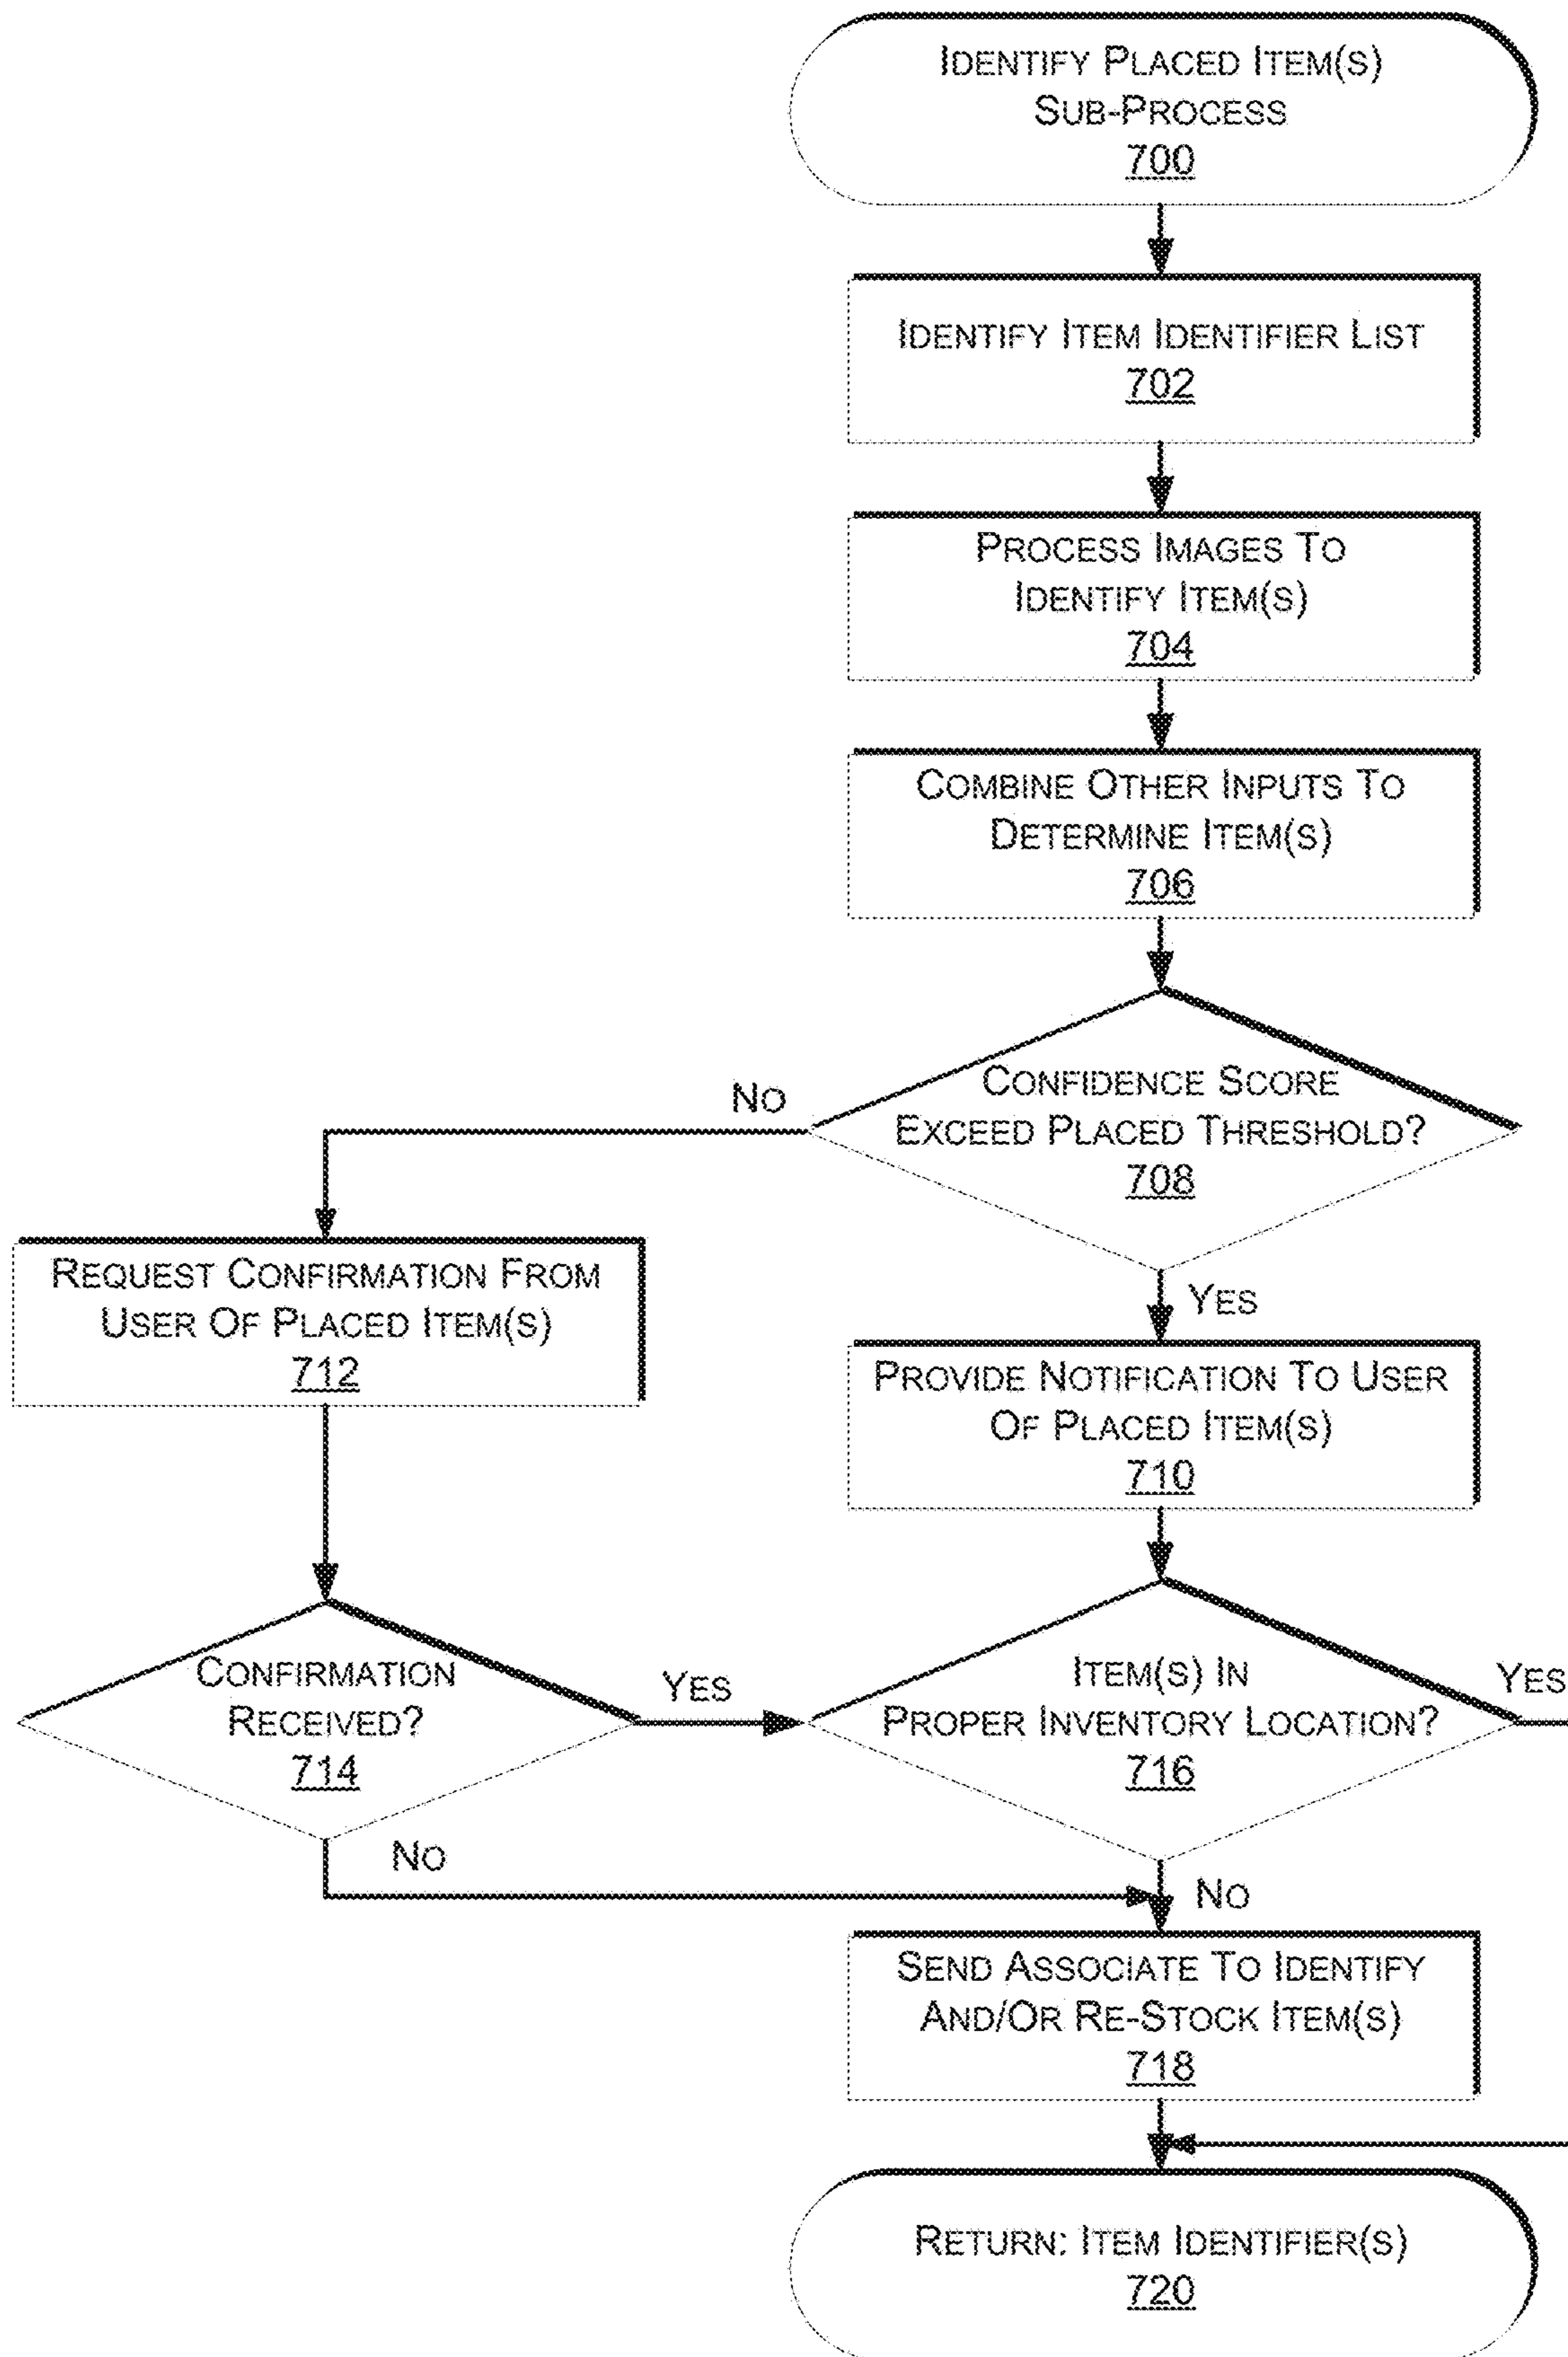 IDENTIFY PLACED ITEM(S)
SUB-PROCESS
700
IDENTIFY ITEM IDENTIFIER LIST
702
PROCESS IMAGES TO
IDENTIFY ITEM(S)
704
COMBINE OTHER INPUTS TO
DETERMINE ITEM(S)
706
CONFIDENCE SCORE
EXCEED PLACED THRESHOLD?
708
NO
YES
REQUEST CONFIRMATION FROM
USER OF PLACED ITEM(S)
712
PROVIDE NOTIFICATION TO USER
OF PLACED ITEM(S)
710
CONFIRMATION
RECEIVED?
714
YES
NO
ITEM(S) IN
PROPER INVENTORY LOCATION?
716
YES
NO
SEND ASSOCIATE TO IDENTIFY
AND/OR RE-STOCK ITEM(S)
718
RETURN: ITEM IDENTIFIER(S)
720